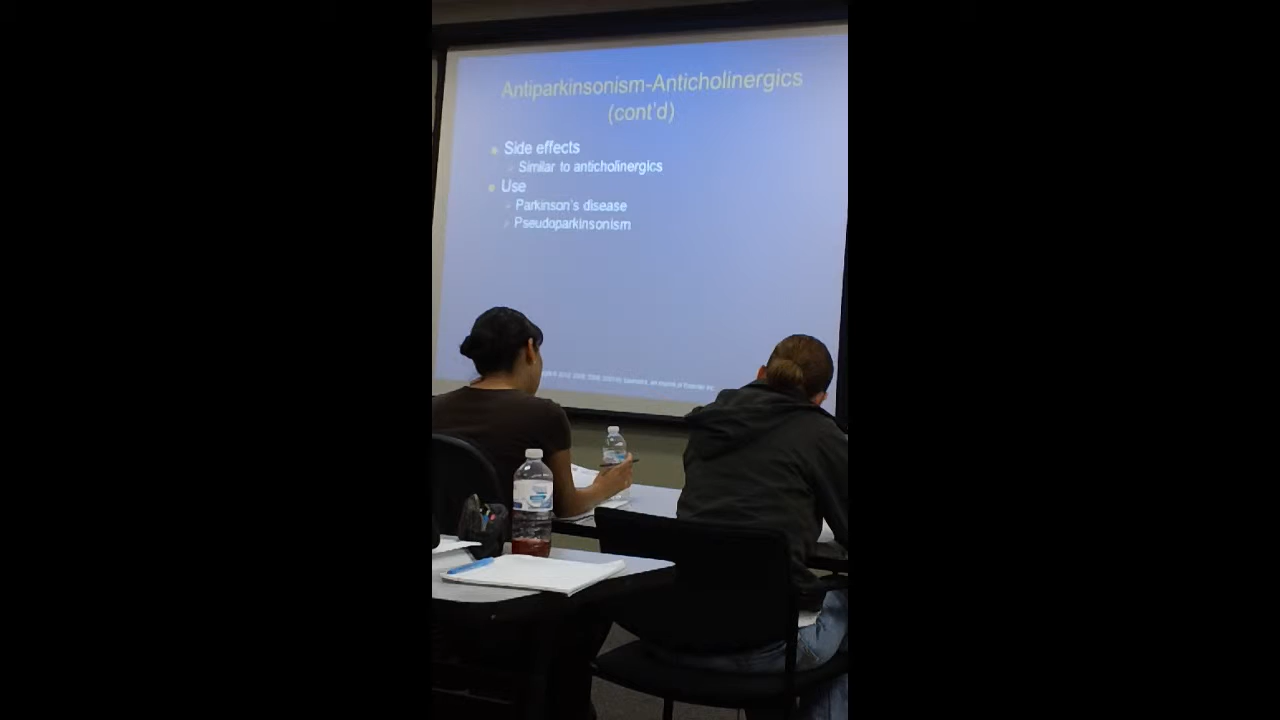 Antiparkinsonism-Anticholinergics
(cont'd)
Side effects
Similar to anticholinergics
Use
Parkinson's disease
Pseudoparkinsonism